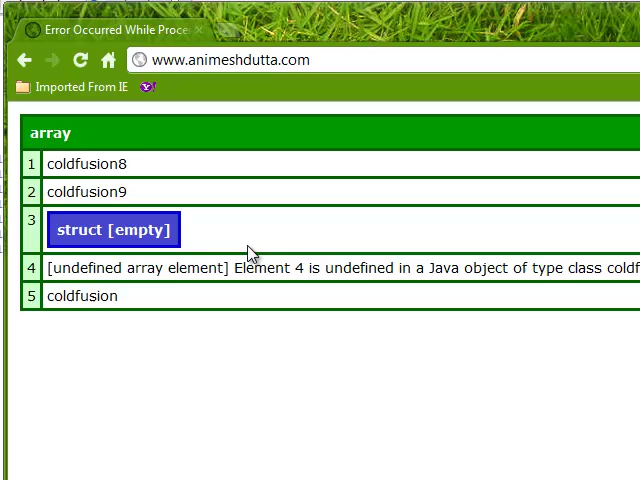 Error Occurred While Proce
www.animeshdutta.com
Imported From IE
array
1 coldfusion8
2 coldfusion9
3 struct [empty]
4 [undefined array element] Element 4 is undefined in a Java object of type class coldf
5 coldfusion